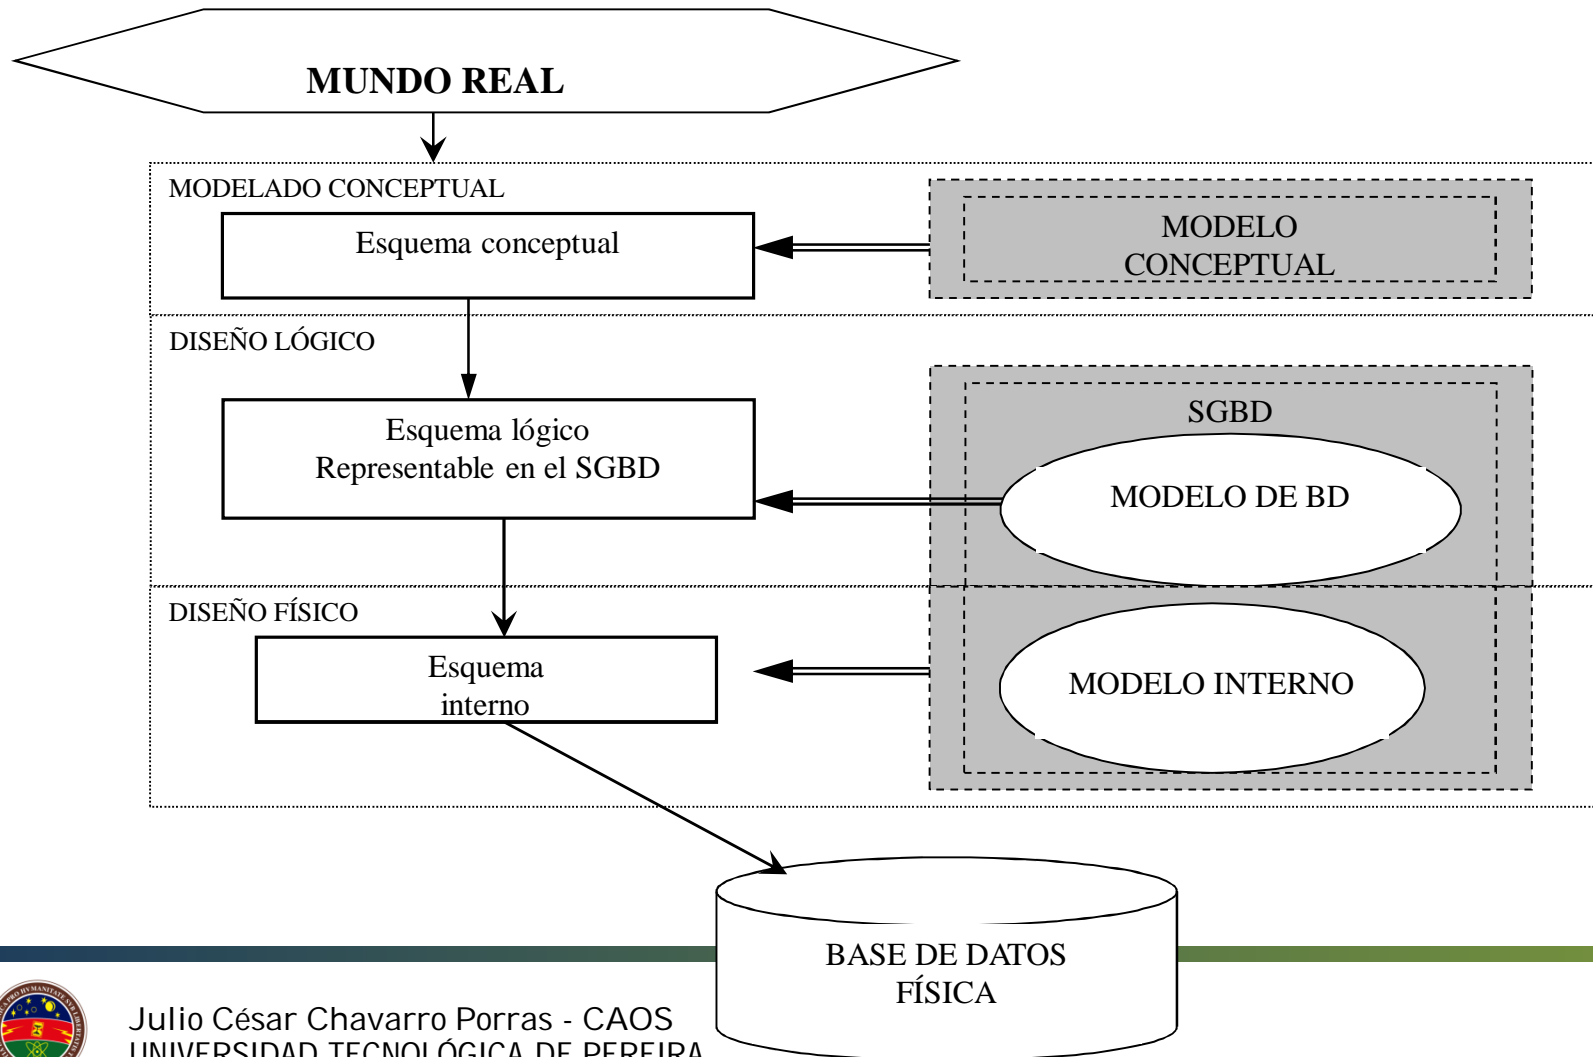 MUNDO REAL
MODELADO CONCEPTUAL
Esquema conceptual
MODELO
CONCEPTUAL
DISEÑO LÓGICO
Esquema lógico
Representable en el SGBD
SGBD
MODELO DE BD
DISEÑO FÍSICO
Esquema
interno
MODELO INTERNO
BASE DE DATOS
FÍSICA
Julio César Chavarro Porras - CAOS
UNIVERSIDAD TECNOLÓGICA DE PEREIRA